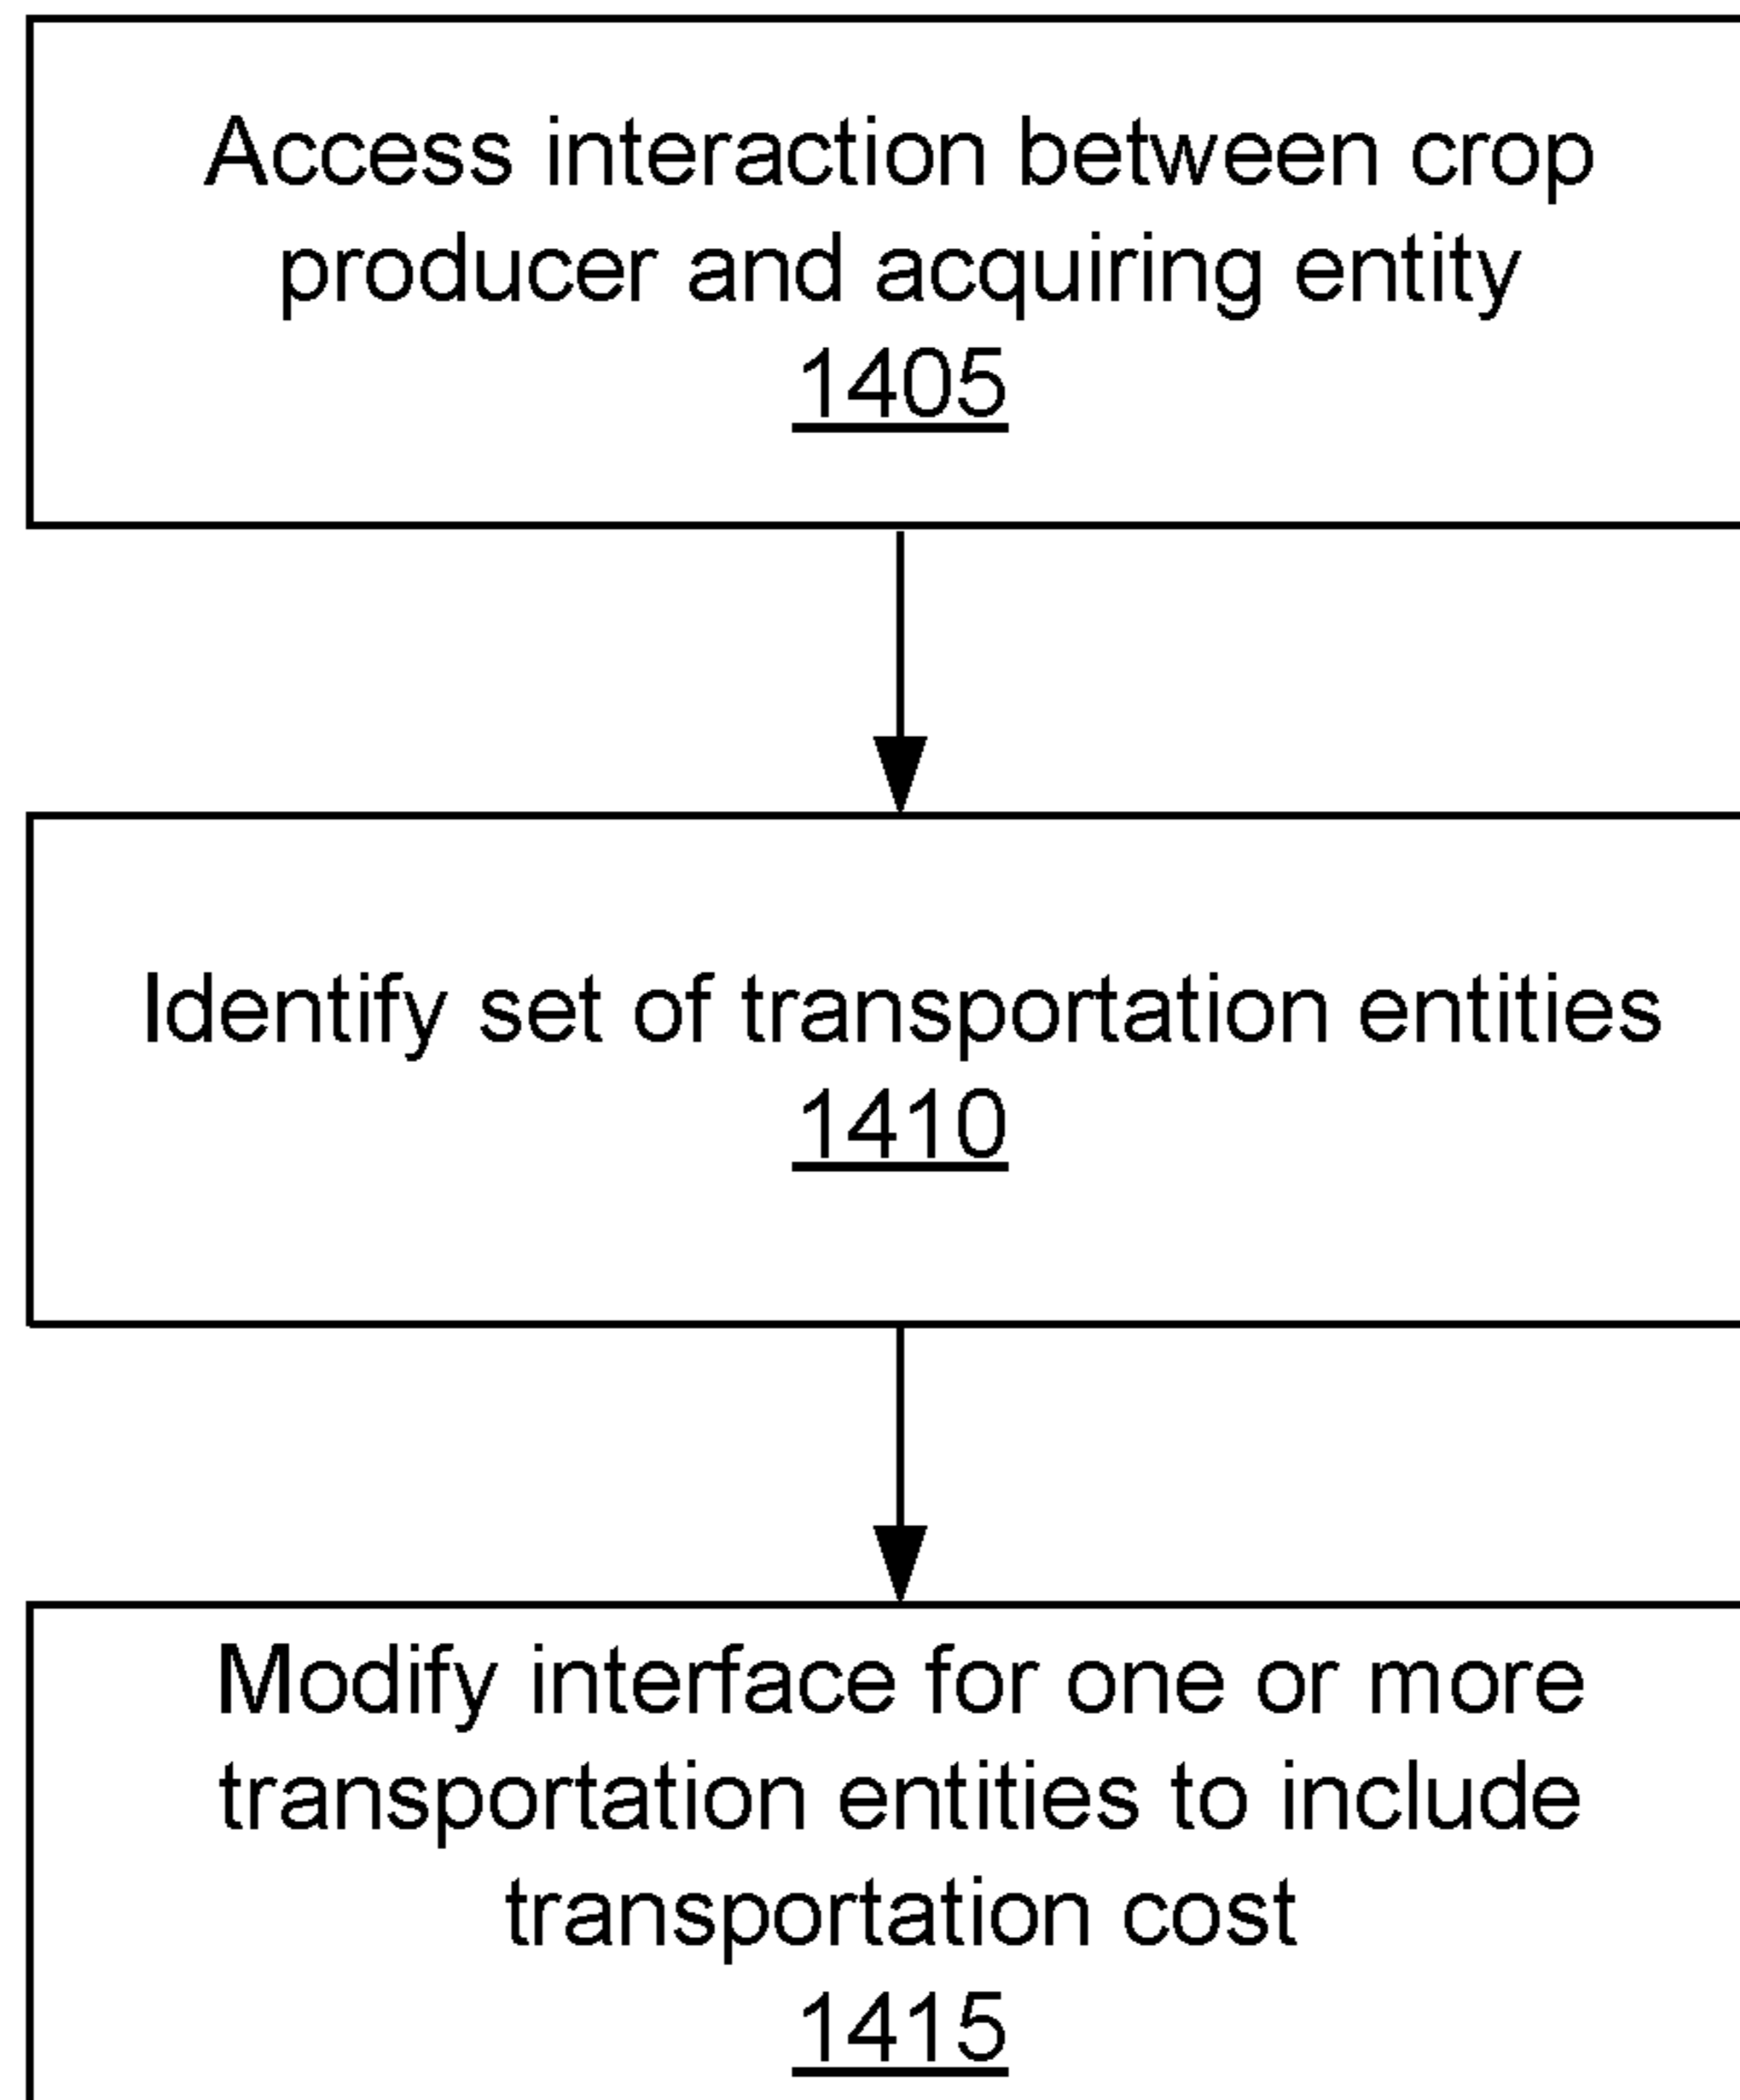 Access interaction between crop
producer and acquiring entity
1405
Identify set of transportation entities
1410
Modify interface for one or more
transportation entities to include
transportation cost
1415